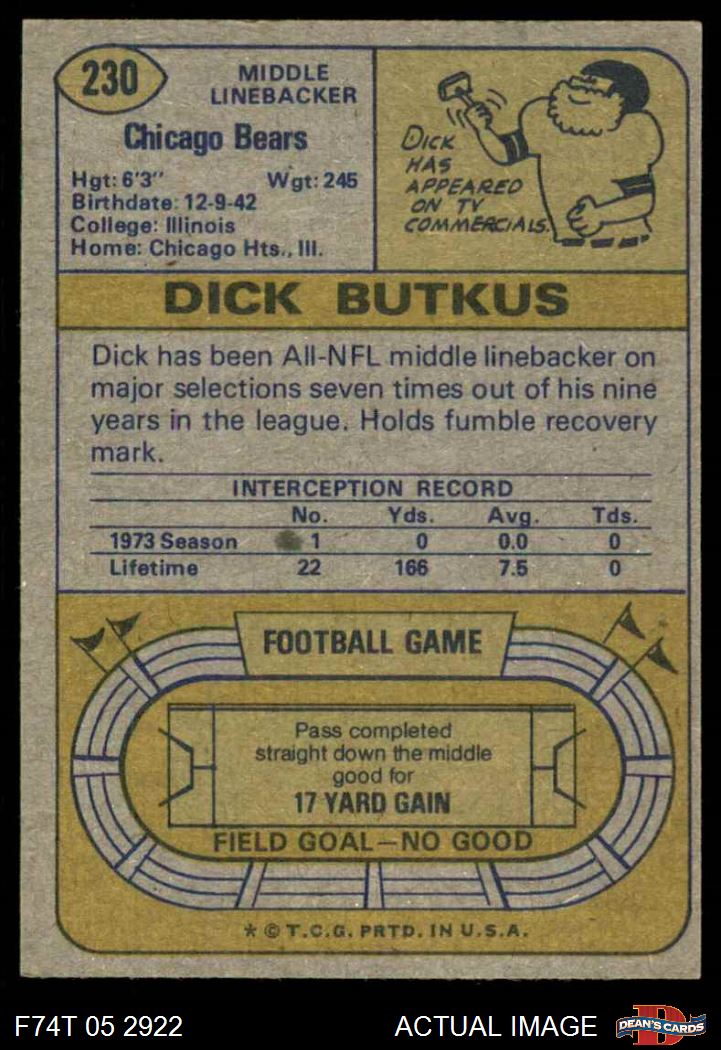 230
MIDDLE
LINEBACKER
Chicago Bears
Hgt: 6'3" Wgt: 245
Birthdate: 12-9-42
College: Illinois
Home: Chicago Hts., Ill.
DICK
HAS
APPEARED
ON TV
COMMERCIALS.
DICK BUTKUS
Dick has been All-NFL middle linebacker on
major selections seven times out of his nine
years in the league. Holds fumble recovery
mark.
INTERCEPTION RECORD
No. Yds. Avg. Tds.
1973 Season 1 0 0.0 0
Lifetime 22 166 7.5 0
FOOTBALL GAME
Pass completed
straight down the middle
good for
17 YARD GAIN
FIELD GOAL—NO GOOD
* © T.C.G. PRTD. IN U.S.A.
F74T 05 2922
ACTUAL IMAGE
D
DEAN'S CARDS